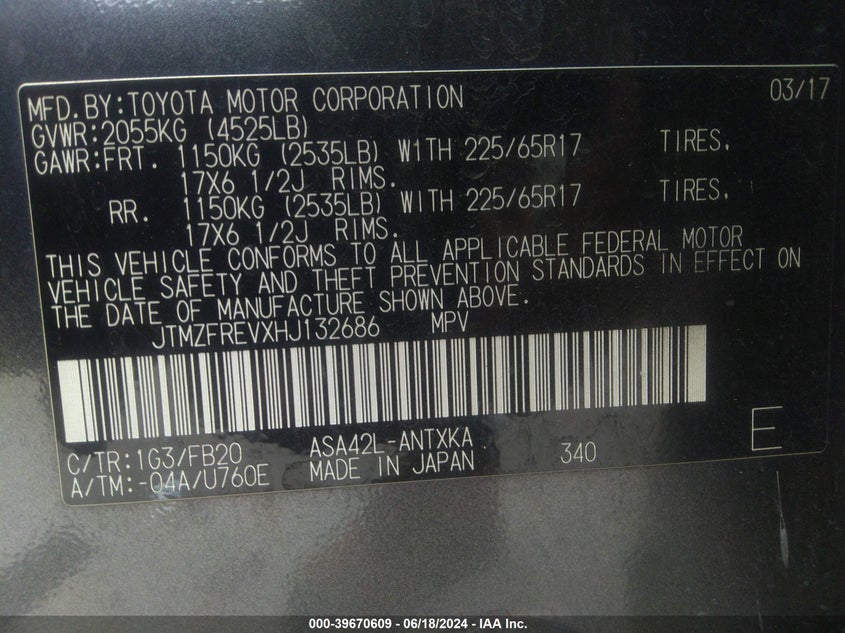 MFD.BY:TOYOTA MOTOR CORPORATION 03/17
GVWR:2055KG (4525LB)
GAWR:FRT. 1150KG (2535LB) WITH 225/65R17 TIRES,
17X6 1/2J RIMS.
RR. 1150KG (2535LB) WITH 225/65R17 TIRES,
17X6 1/2J RIMS.
THIS VEHICLE CONFORMS TO ALL APPLICABLE FEDERAL MOTOR
VEHICLE SAFETY AND THEFT PREVENTION STANDARDS IN EFFECT ON
THE DATE OF MANUFACTURE SHOWN ABOVE.
JTMZFREVXHJ132686 MPV
C/TR:1G3/FB20 ASA42L-ANTXKA 340 E
A/TM:-04A/U760E MADE IN JAPAN
000-39670609 - 06/18/2024 - IAA Inc.